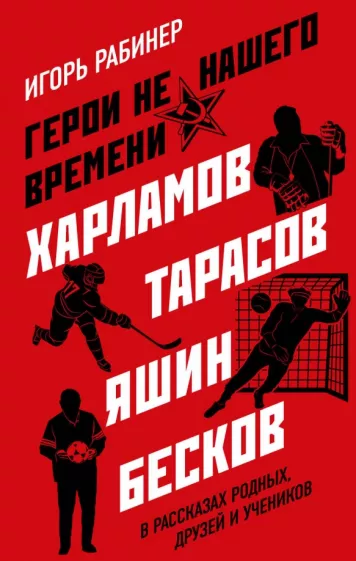 ИГОРЬ РАБИНЕР
ГЕРОИ НЕ НАШЕГО
ВРЕМЕНИ
ХАРЛАМОВ
ТАРАСОВ
ЯШИН
БЕСКОВ
В РАССКАЗАХ РОДНЫХ,
ДРУЗЕЙ И УЧЕНИКОВ